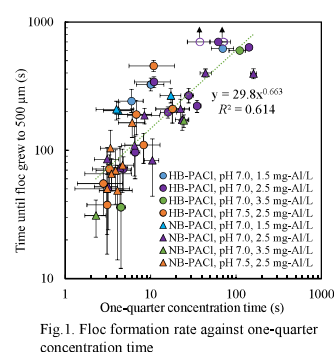 1000
100
10
Time until floc grew to 500 μm (s)
y = 29.8x^0.663
R² = 0.614
HB-PACl, pH 7.0, 1.5 mg-Al/L
HB-PACl, pH 7.0, 2.5 mg-Al/L
HB-PACl, pH 7.0, 3.5 mg-Al/L
HB-PACl, pH 7.5, 2.5 mg-Al/L
NB-PACl, pH 7.0, 1.5 mg-Al/L
NB-PACl, pH 7.0, 2.5 mg-Al/L
NB-PACl, pH 7.0, 3.5 mg-Al/L
NB-PACl, pH 7.5, 2.5 mg-Al/L
1 10 100 1000
One-quarter concentration time (s)
Fig.1. Floc formation rate against one-quarter
concentration time